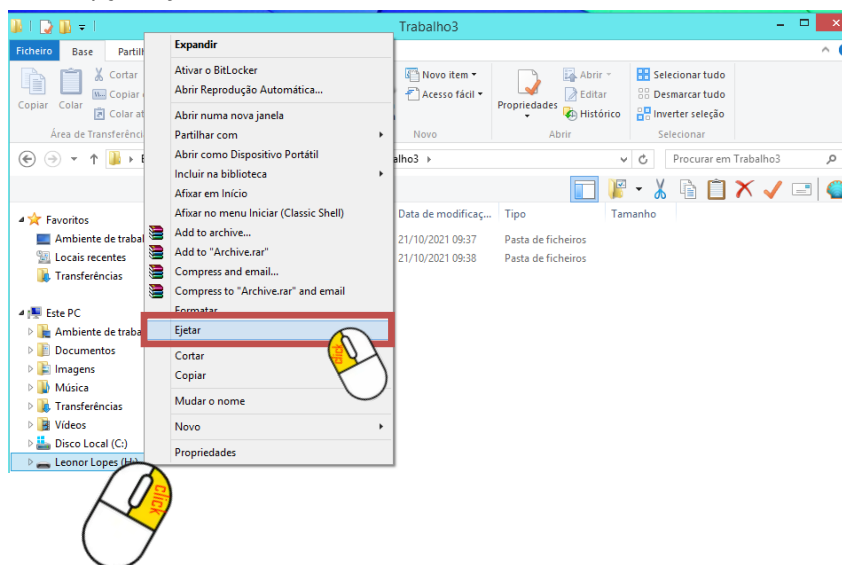 Trabalho3
Ficheiro Base
Cortar
Copiar
Colar
Copiar Colar
Área de
Novo item
Acesso fácil
Novo
Propriedades
Abrir
Editar
Histórico
Abrir
Selecionar tudo
Desmarcar tudo
Inverter seleção
Selecionar
Procurar em Trabalho3
Expandir
Ativar o BitLocker
Abrir Reprodução Automática...
Abrir numa nova janela
Partilhar com
Abrir como Dispositivo Portátil
Incluir na biblioteca
Afixar em Início
Afixar no menu Iniciar (Classic Shell)
Add to archive...
Add to "Archive.rar"
Compress and email...
Compress to "Archive.rar" and email
Formatar
Ejetar
Cortar
Copiar
Mudar o nome
Novo
Propriedades
Data de modificaç... Tipo Tamanho
21/10/2021 09:37 Pasta de ficheiros
21/10/2021 09:38 Pasta de ficheiros
Favoritos
Ambiente de
Locais recentes
Transferências
Este PC
Ambiente de
Documentos
Imagens
Música
Transferências
Vídeos
Disco Local (C:)
Leonor Lopes
click
click